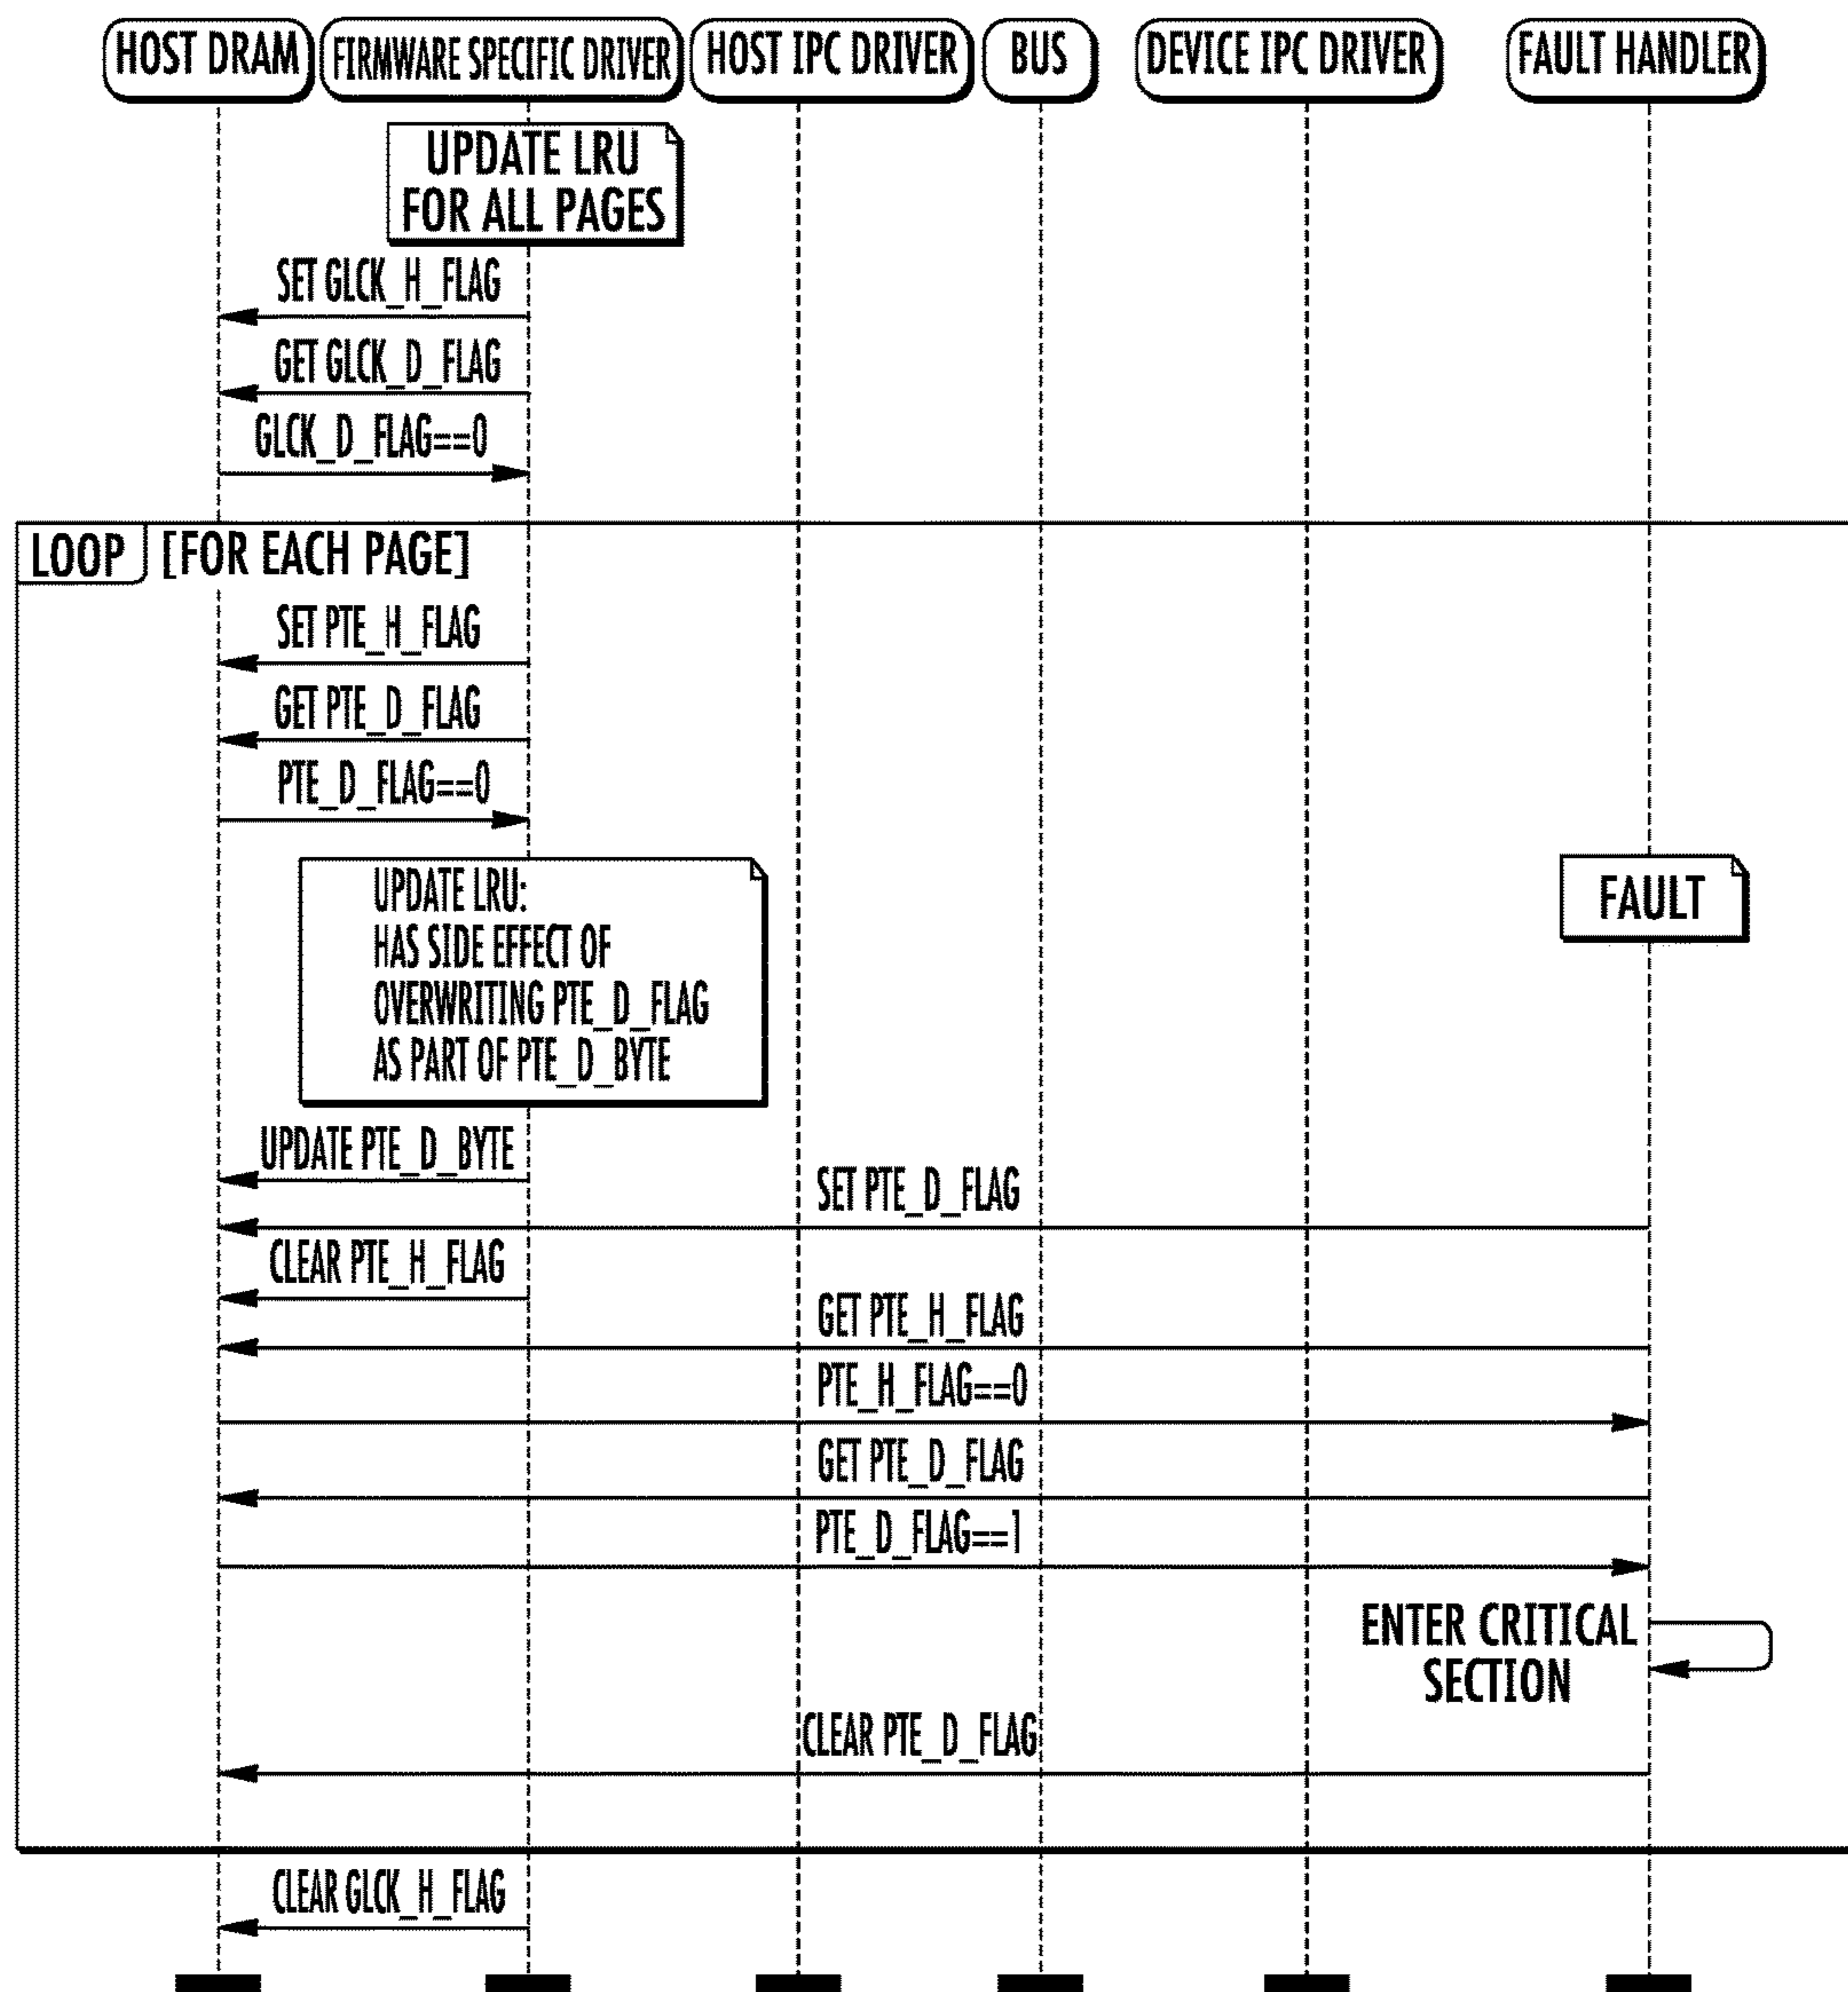 HOST DRAM
FIRMWARE SPECIFIC DRIVER
HOST IPC DRIVER
BUS
DEVICE IPC DRIVER
FAULT HANDLER
UPDATE LRU
FOR ALL PAGES
SET GLCK_H_FLAG
GET GLCK_D_FLAG
GLCK_D_FLAG==0
LOOP [FOR EACH PAGE]
SET PTE_H_FLAG
GET PTE_D_FLAG
PTE_D_FLAG==0
UPDATE LRU:
HAS SIDE EFFECT OF
OVERWRITING PTE_D_FLAG
AS PART OF PTE_D_BYTE
FAULT
UPDATE PTE_D_BYTE
SET PTE_D_FLAG
CLEAR PTE_H_FLAG
GET PTE_H_FLAG
PTE_H_FLAG==0
GET PTE_D_FLAG
PTE_D_FLAG==1
ENTER CRITICAL
SECTION
CLEAR PTE_D_FLAG
CLEAR GLCK_H_FLAG